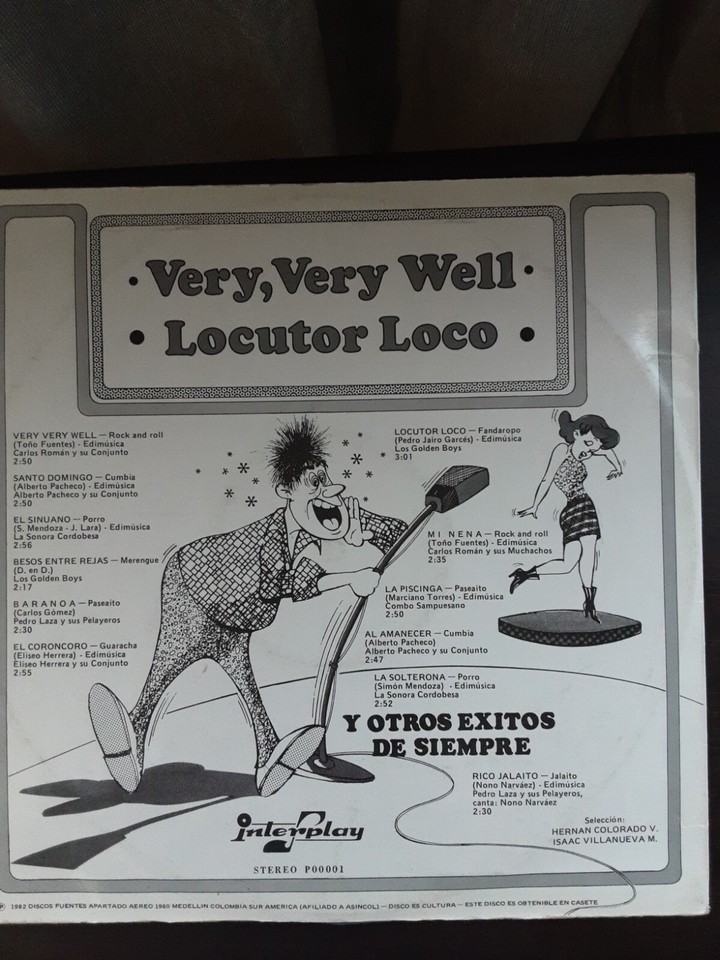 • Very, Very Well •
• Locutor Loco •
VERY VERY WELL — Rock and roll
(Toño Fuentes) - Edimúsica
Carlos Román y su Conjunto
2:50
SANTO DOMINGO — Cumbia
(Alberto Pacheco) - Edimúsica
Alberto Pacheco y su Conjunto
2:50
EL SINUANO — Porro
(S. Mendoza - J. Lara) - Edimúsica
La Sonora Cordobesa
2:56
BESOS ENTRE REJAS — Merengue
(D. en D.)
Los Golden Boys
2:17
BARANOA — Paseaito
(Carlos Gómez)
Pedro Laza y sus Pelayeros
2:30
EL CORONCORO — Guaracha
(Eliseo Herrera) - Edimúsica
Eliseo Herrera y su Conjunto
2:55
LOCUTOR LOCO — Fandaropo
(Pedro Jairo Garcés) - Edimúsica
Los Golden Boys
3:01
MI NENA — Rock and roll
(Toño Fuentes) - Edimúsica
Carlos Román y sus Muchachos
2:35
LA PISCINGA — Paseaito
(Marciano Torres) - Edimúsica
Combo Sampuesano
2:50
AL AMANECER — Cumbia
(Alberto Pacheco)
Alberto Pacheco y su Conjunto
2:47
LA SOLTERONA — Porro
(Simón Mendoza) - Edimúsica
La Sonora Cordobesa
2:52
Y OTROS EXITOS
DE SIEMPRE
RICO JALAITO — Jalaito
(Nono Narváez) - Edimúsica
Pedro Laza y sus Pelayeros,
canta: Nono Narváez
2:30
Selección:
HERNAN COLORADO V.
ISAAC VILLANUEVA M.
interplay
STEREO P00001
℗ 1982 DISCOS FUENTES APARTADO AEREO 1960 MEDELLIN COLOMBIA SUR AMERICA (AFILIADO A ASINCOL) — DISCO ES CULTURA — ESTE DISCO ES OBTENIBLE EN CASETE